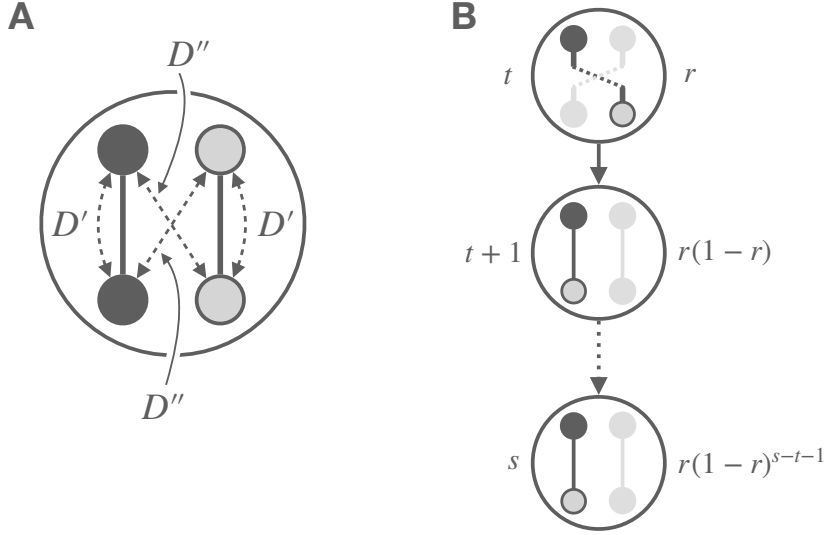 A
D″
D′
D′
D″
B
t
r
t + 1
r(1 − r)
s
r(1 − r)^{s−t−1}